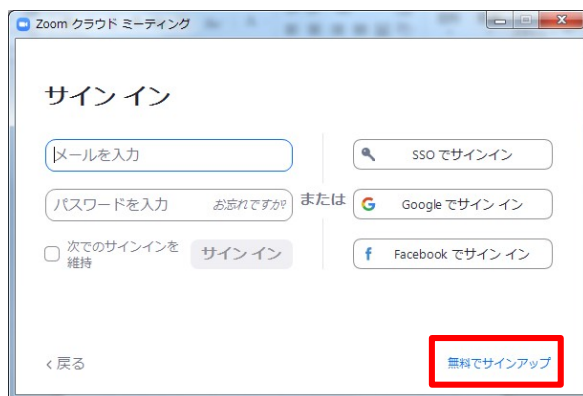 Zoom クラウド ミーティング
サイン イン
メールを入力
パスワードを入力 お忘れですか?
次でのサインインを
維持
サイン イン
または
SSO でサインイン
Google でサイン イン
Facebook でサイン イン
< 戻る
無料でサインアップ